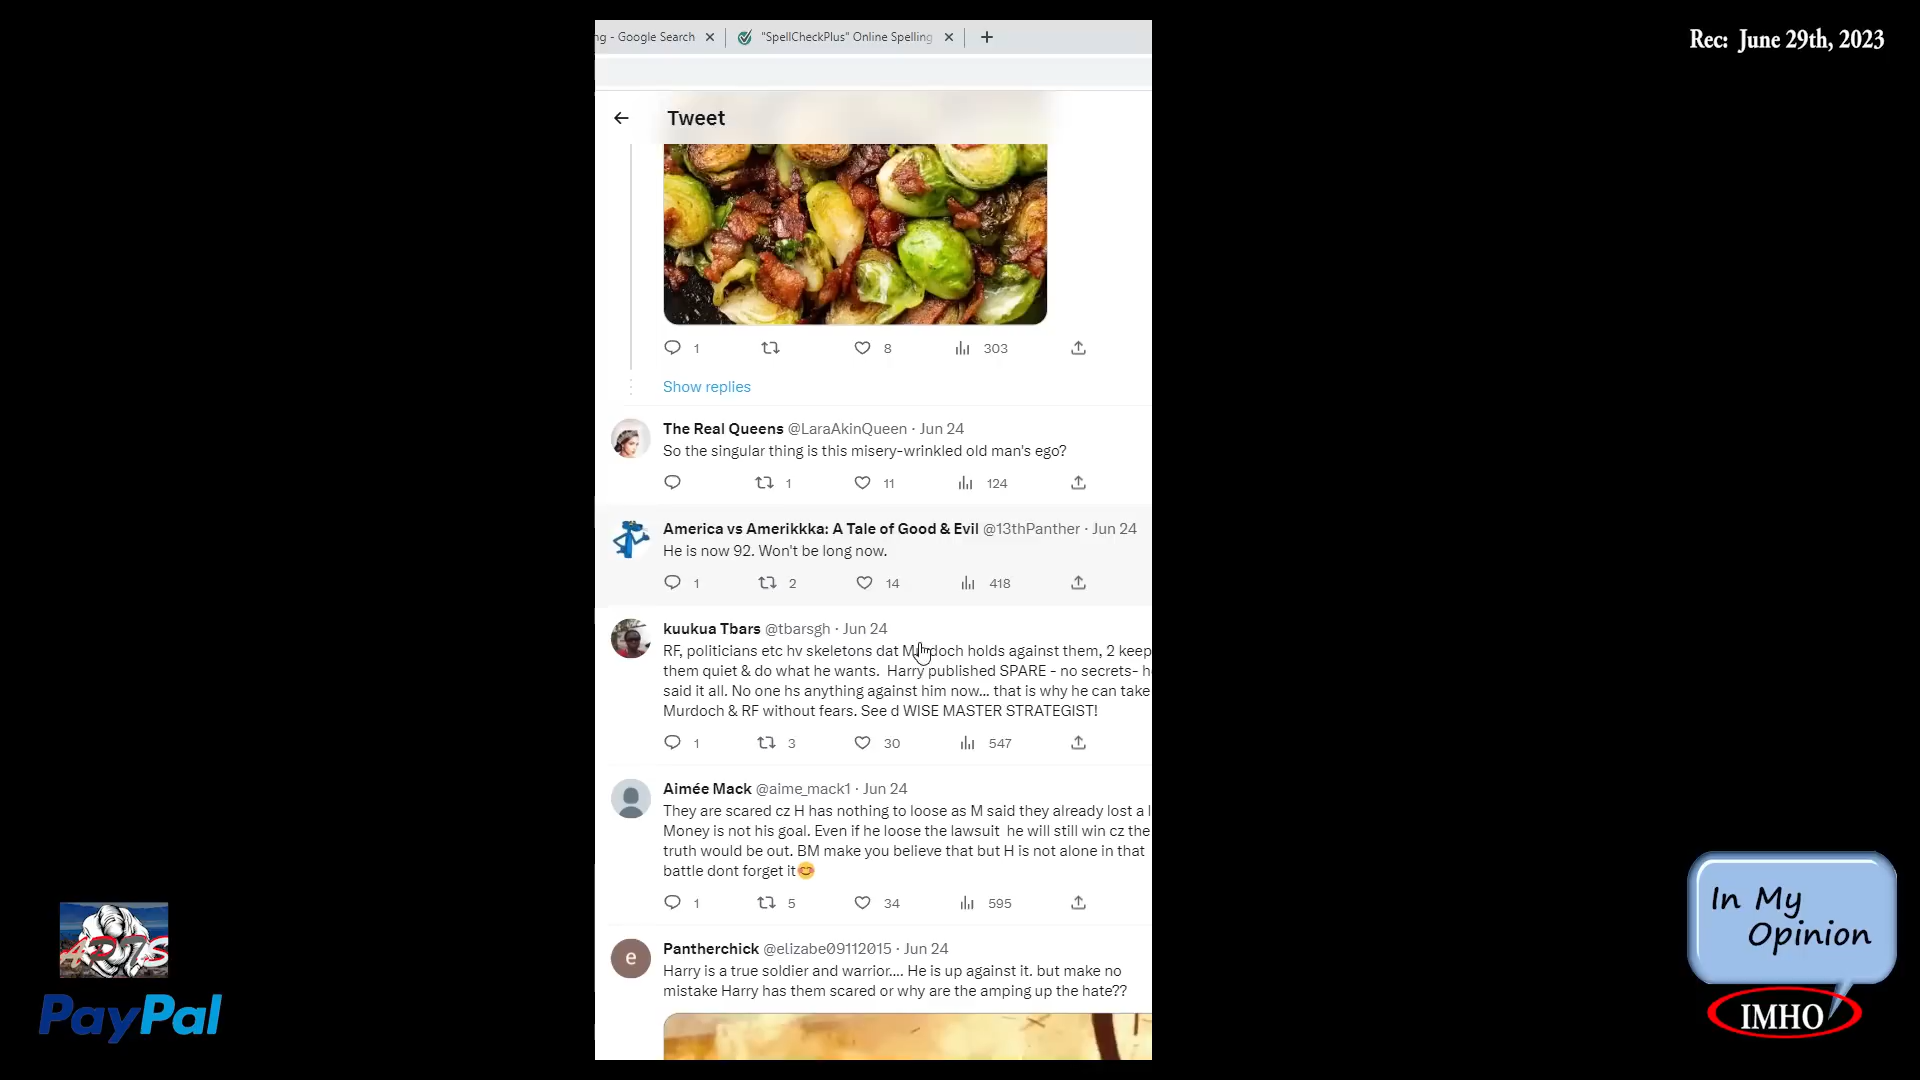 ng - Google Search
"SpellCheckPlus" Online Spelling
Rec: June 29th, 2023
Tweet
1 8 303
Show replies
The Real Queens @LaraAkinQueen · Jun 24
So the singular thing is this misery-wrinkled old man's ego?
1 11 124
America vs Amerikkka: A Tale of Good & Evil @13thPanther · Jun 24
He is now 92. Won't be long now.
1 2 14 418
kuukua Tbars @tbarsgh · Jun 24
RF, politicians etc hv skeletons dat Murdoch holds against them, 2 keep
them quiet & do what he wants. Harry published SPARE - no secrets- h
said it all. No one hs anything against him now... that is why he can take
Murdoch & RF without fears. See d WISE MASTER STRATEGIST!
1 3 30 547
Aimée Mack @aime_mack1 · Jun 24
They are scared cz H has nothing to loose as M said they already lost a l
Money is not his goal. Even if he loose the lawsuit he will still win cz the
truth would be out. BM make you believe that but H is not alone in that
battle dont forget it😊
1 5 34 595
Pantherchick @elizabe09112015 · Jun 24
e
Harry is a true soldier and warrior.... He is up against it. but make no
mistake Harry has them scared or why are the amping up the hate??
PayPal
In My
Opinion
IMHO